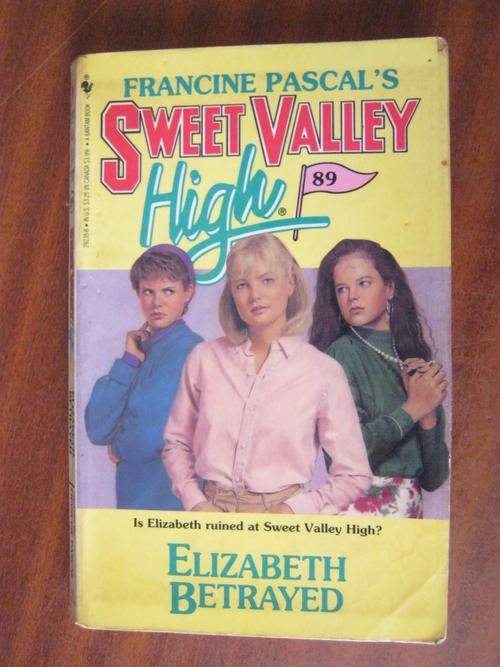 FRANCINE PASCAL'S
SWEET VALLEY
High®
89
Is Elizabeth ruined at Sweet Valley High?
ELIZABETH
BETRAYED